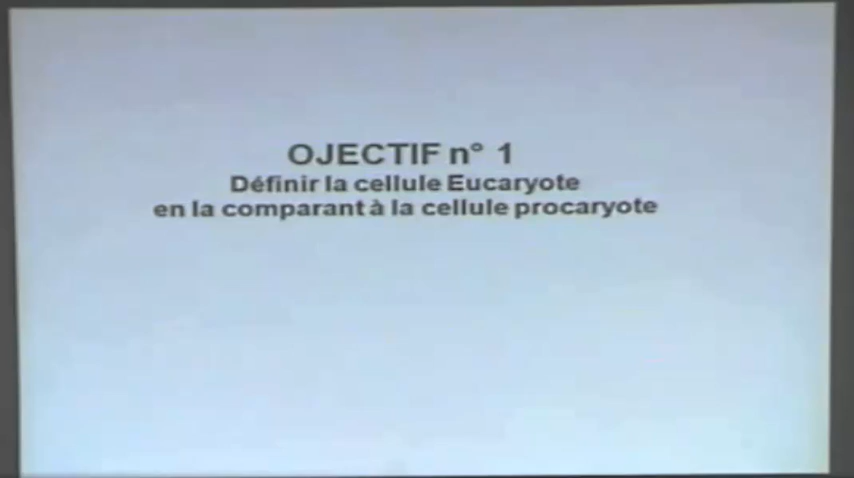 OJECTIF n° 1
Définir la cellule Eucaryote
en la comparant à la cellule procaryote